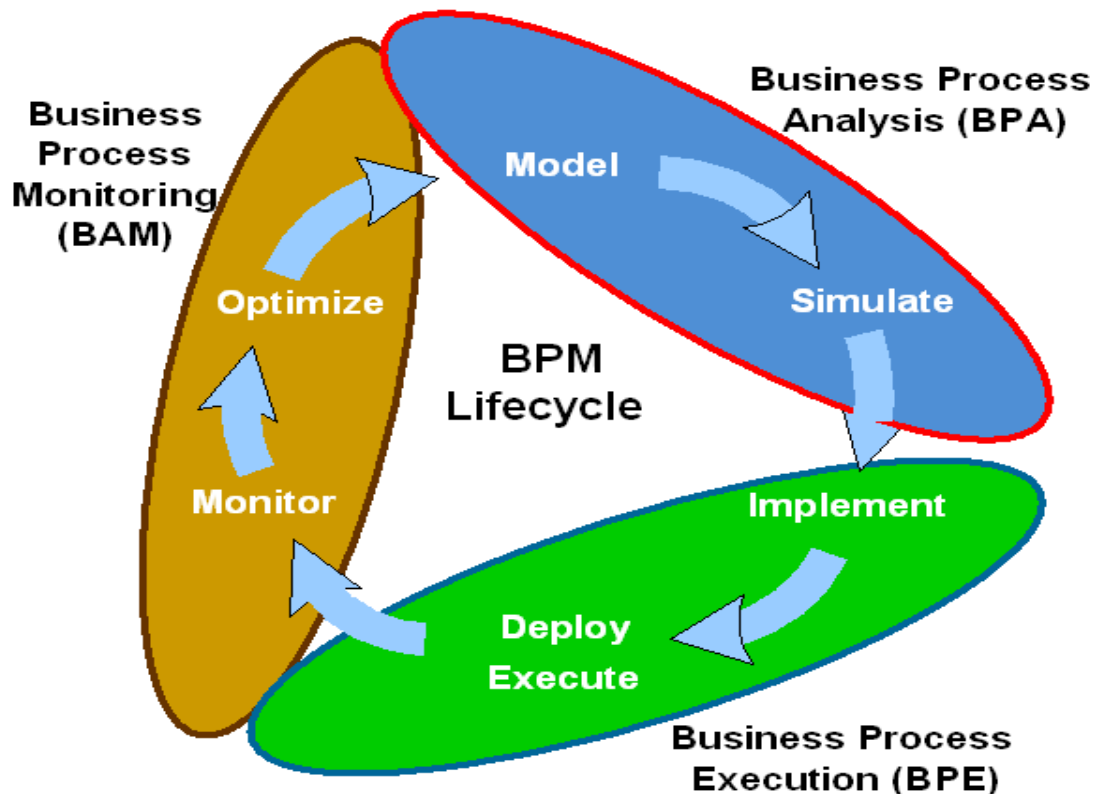 Business Process
Analysis (BPA)
Business
Process
Monitoring
(BAM)
Model
Simulate
Optimize
BPM
Lifecycle
Monitor
Implement
Deploy
Execute
Business Process
Execution (BPE)